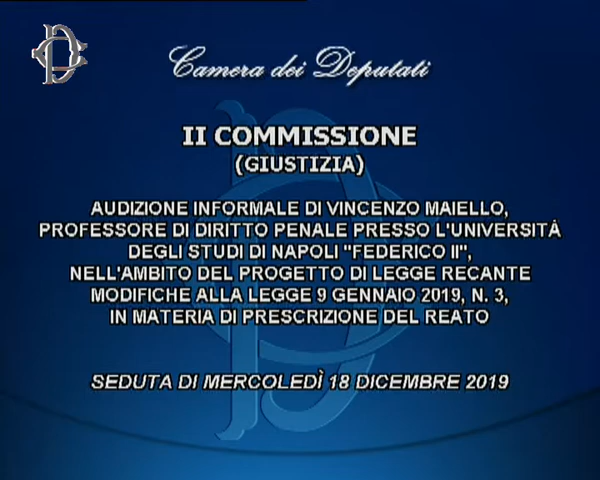 Camera dei Deputati
II COMMISSIONE
(GIUSTIZIA)
AUDIZIONE INFORMALE DI VINCENZO MAIELLO,
PROFESSORE DI DIRITTO PENALE PRESSO L'UNIVERSITÀ
DEGLI STUDI DI NAPOLI "FEDERICO II",
NELL'AMBITO DEL PROGETTO DI LEGGE RECANTE
MODIFICHE ALLA LEGGE 9 GENNAIO 2019, N. 3,
IN MATERIA DI PRESCRIZIONE DEL REATO
SEDUTA DI MERCOLEDÌ 18 DICEMBRE 2019